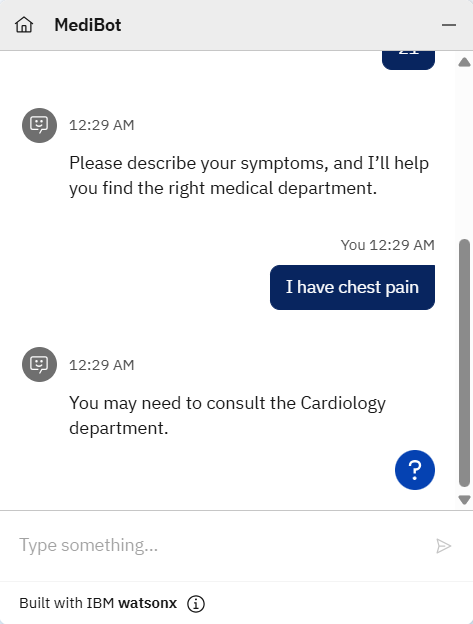 MediBot
21
12:29 AM
Please describe your symptoms, and I’ll help
you find the right medical department.
You 12:29 AM
I have chest pain
12:29 AM
You may need to consult the Cardiology
department.
?
Type something...
Built with IBM watsonx